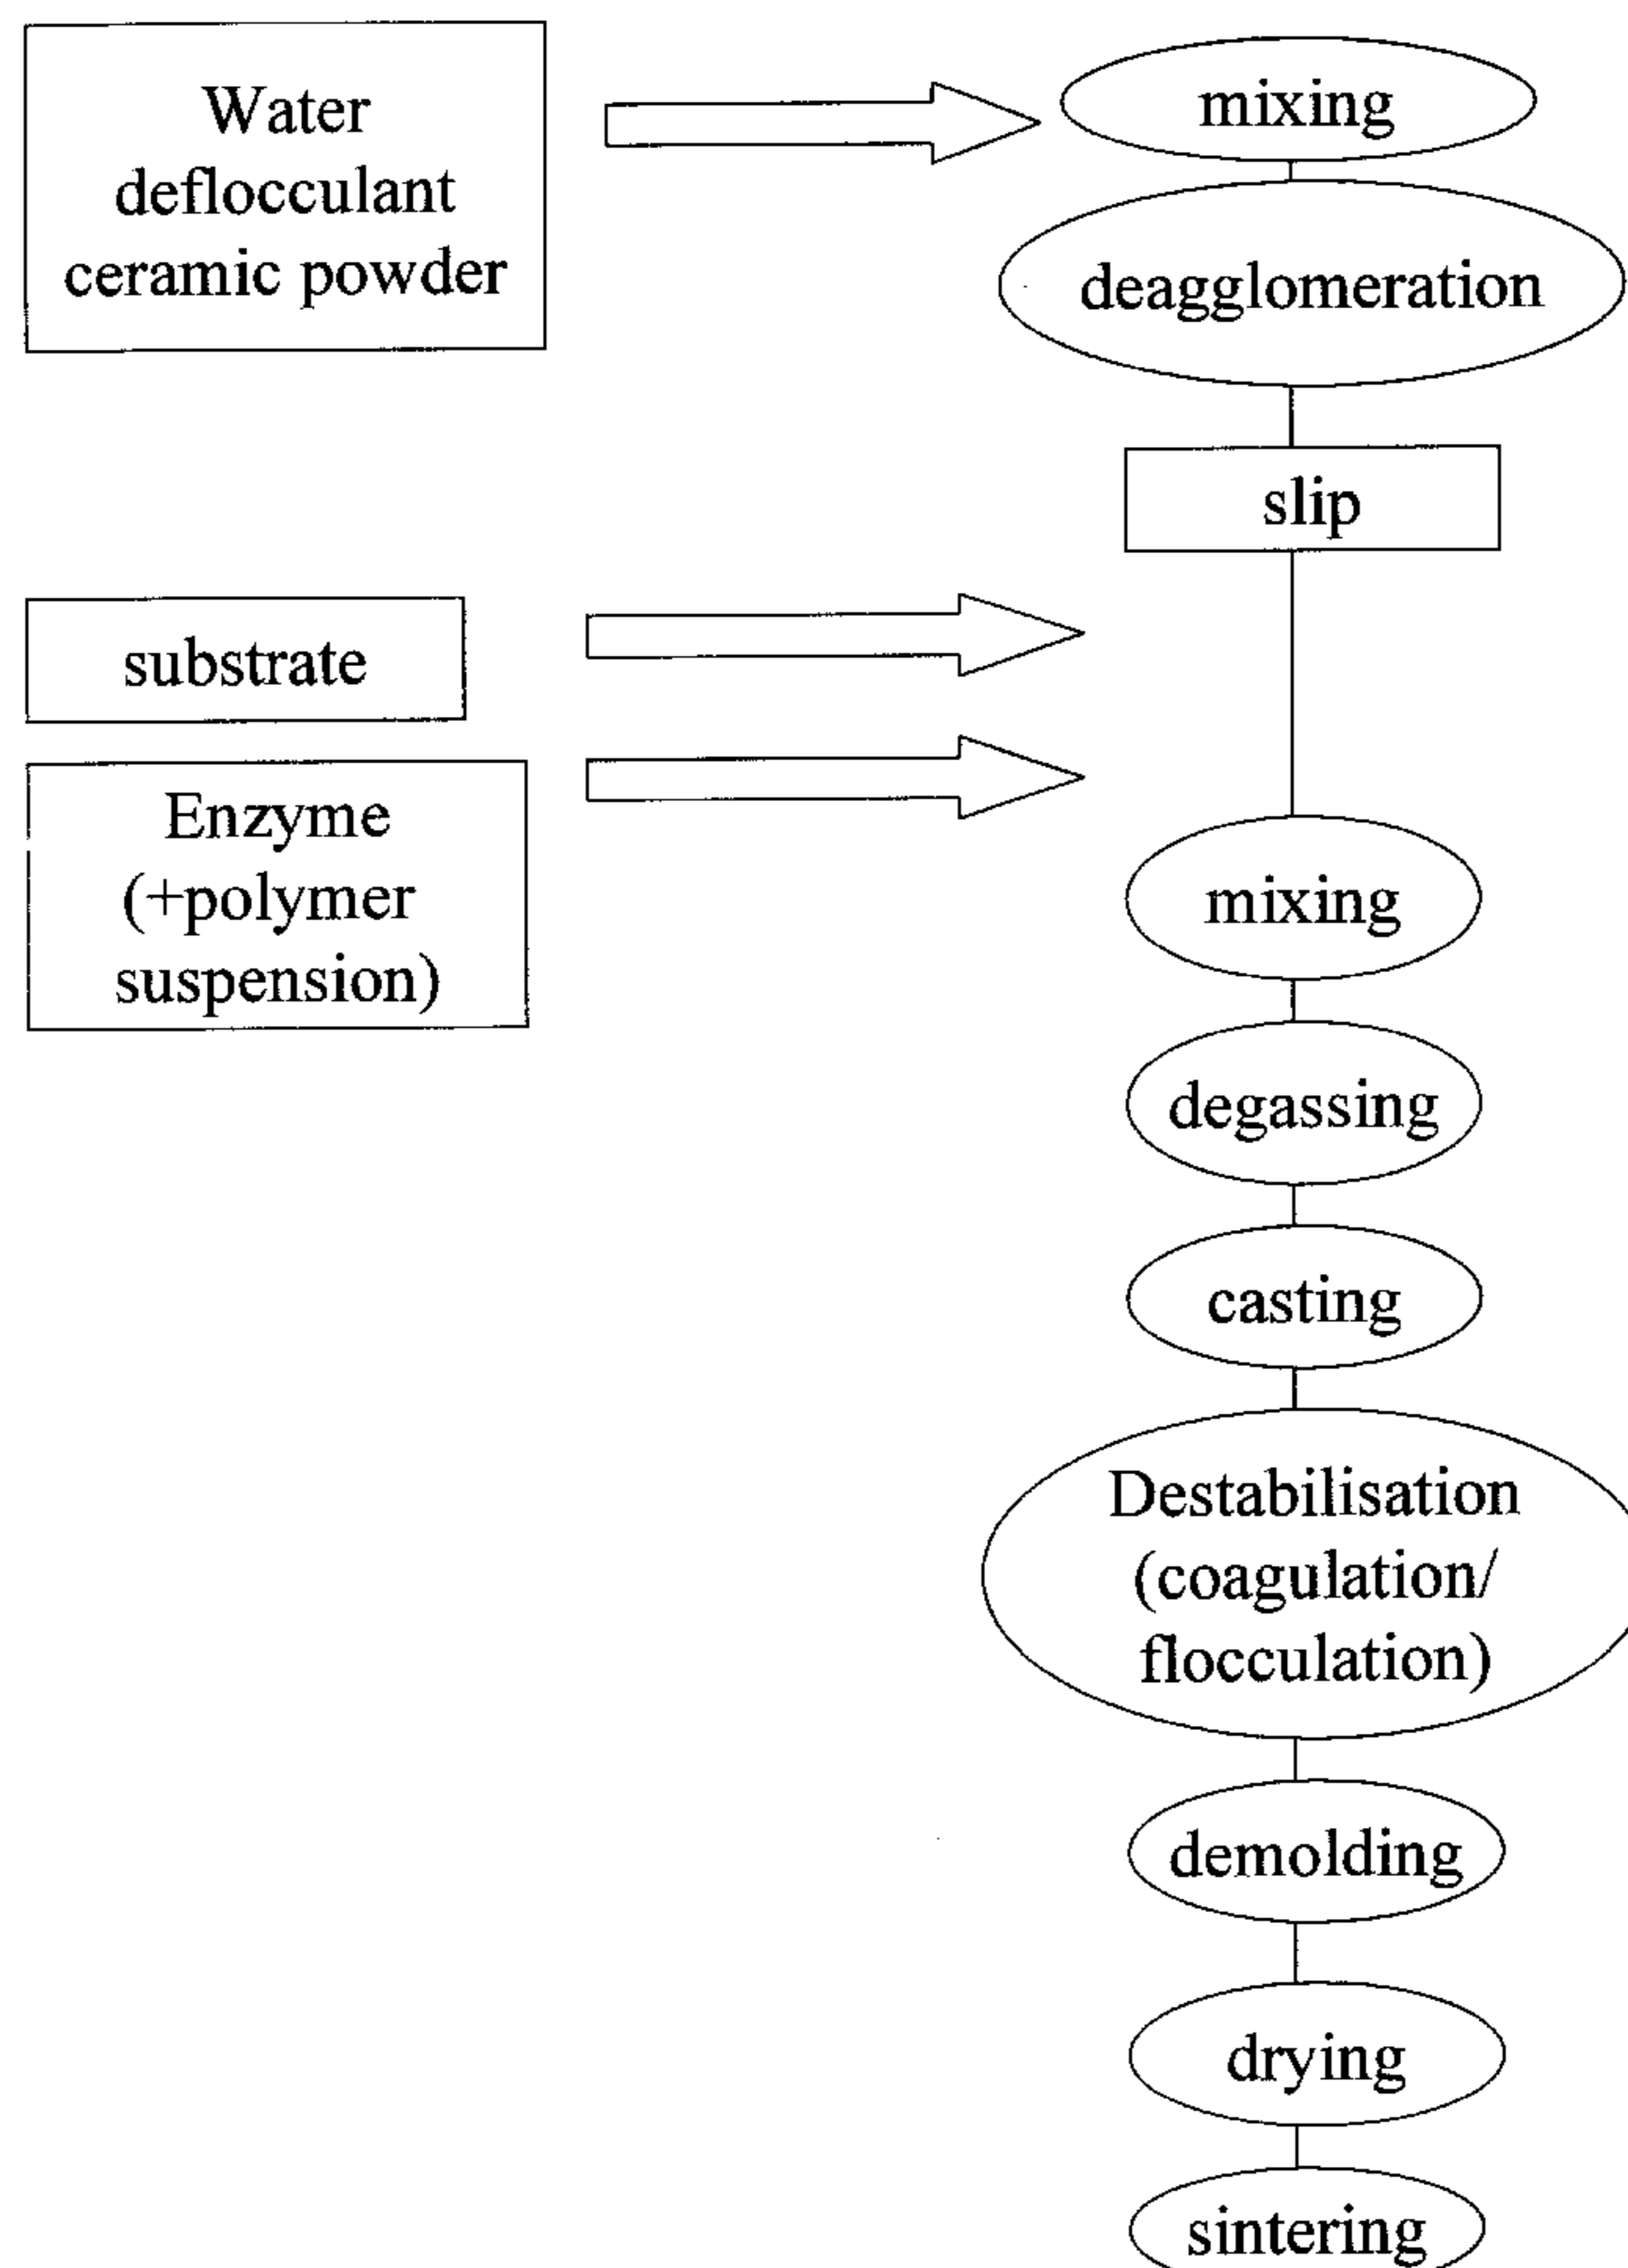 Water
deflocculant
ceramic powder
mixing
deagglomeration
slip
substrate
Enzyme
(+polymer
suspension)
mixing
degassing
casting
Destabilisation
(coagulation/
flocculation)
demolding
drying
sintering